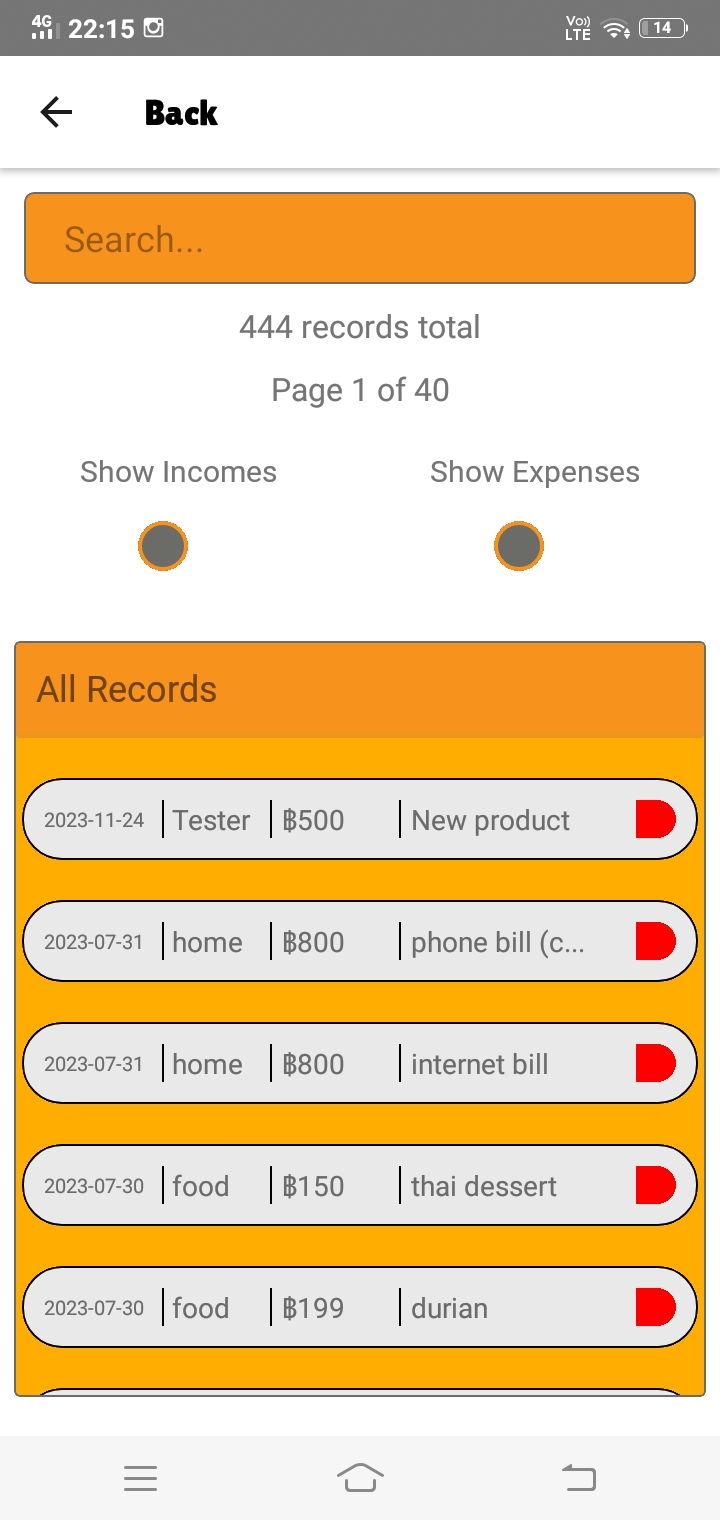 4G 22:15 Vo)) LTE 14
Back
Search...
444 records total
Page 1 of 40
Show Incomes Show Expenses
All Records
2023-11-24 Tester ฿500 New product
2023-07-31 home ฿800 phone bill (c...
2023-07-31 home ฿800 internet bill
2023-07-30 food ฿150 thai dessert
2023-07-30 food ฿199 durian